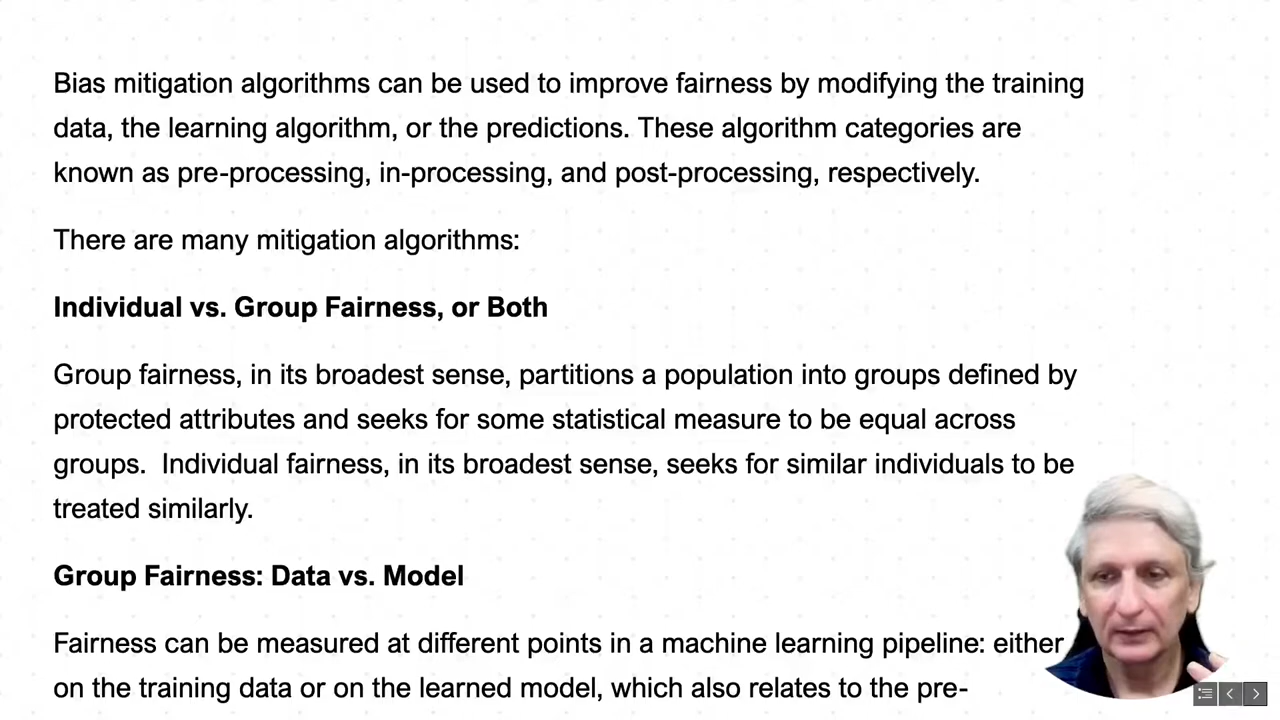 Bias mitigation algorithms can be used to improve fairness by modifying the training
data, the learning algorithm, or the predictions. These algorithm categories are
known as pre-processing, in-processing, and post-processing, respectively.
There are many mitigation algorithms:
Individual vs. Group Fairness, or Both
Group fairness, in its broadest sense, partitions a population into groups defined by
protected attributes and seeks for some statistical measure to be equal across
groups.  Individual fairness, in its broadest sense, seeks for similar individuals to be
treated similarly.
Group Fairness: Data vs. Model
Fairness can be measured at different points in a machine learning pipeline: either
on the training data or on the learned model, which also relates to the pre-